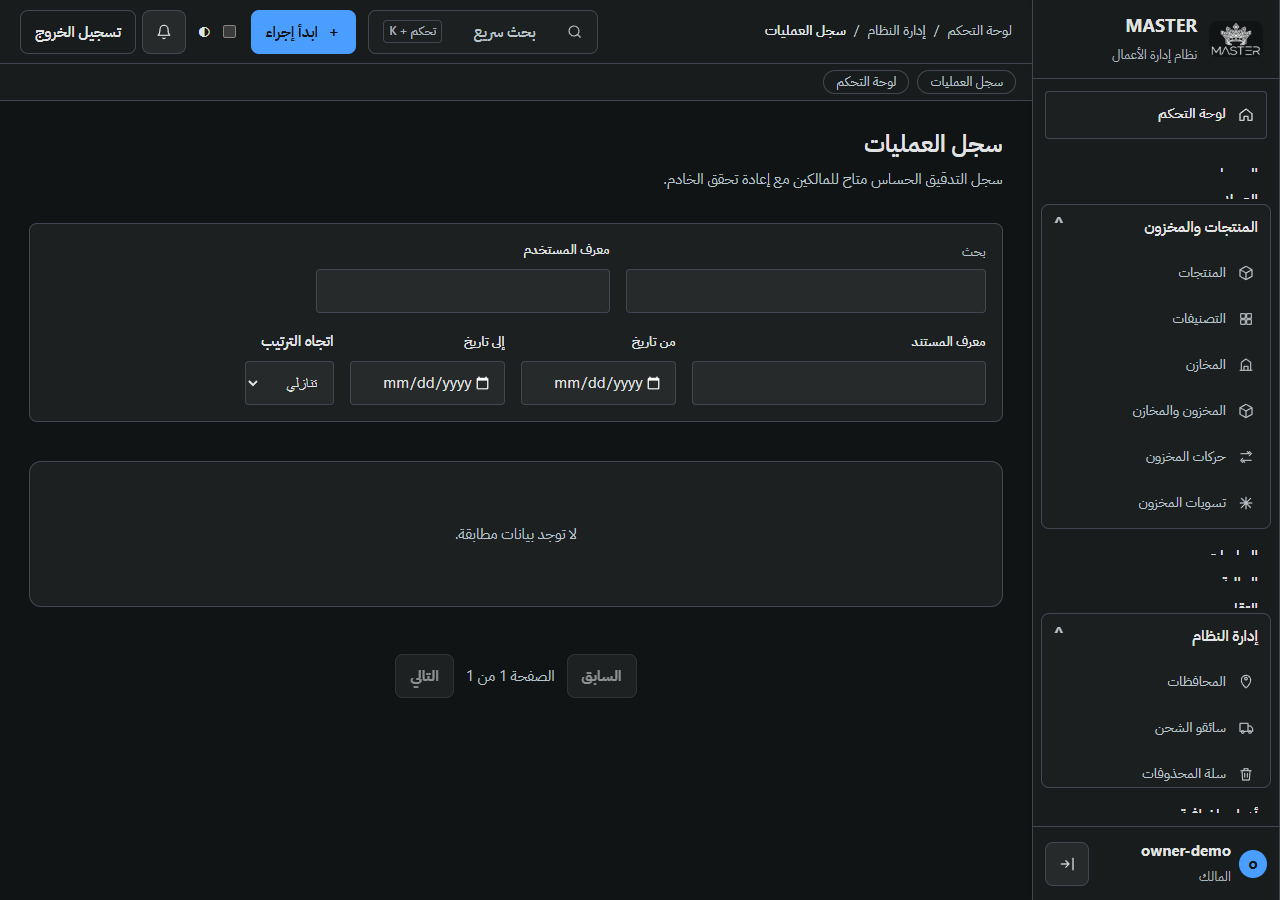 MASTER
نظام إدارة الأعمال
MASTER
لوحة التحكم / إدارة النظام / سجل العمليات
بحث سريع
تحكم + K
+ ابدأ إجراء
تسجيل الخروج
سجل العمليات
لوحة التحكم
لوحة التحكم
المنتجات والمخزون
المنتجات
التصنيفات
المخازن
المخزون والمخازن
حركات المخزون
تسويات المخزون
إدارة النظام
المحافظات
سائقو الشحن
سلة المحذوفات
owner-demo
المالك
o
سجل العمليات
سجل التدقيق الحساس متاح للمالكين مع إعادة تحقق الخادم.
بحث
معرف المستخدم
معرف المستند
من تاريخ
إلى تاريخ
اتجاه الترتيب
mm/dd/yyyy
mm/dd/yyyy
تنازلي
لا توجد بيانات مطابقة.
السابق
الصفحة 1 من 1
التالي